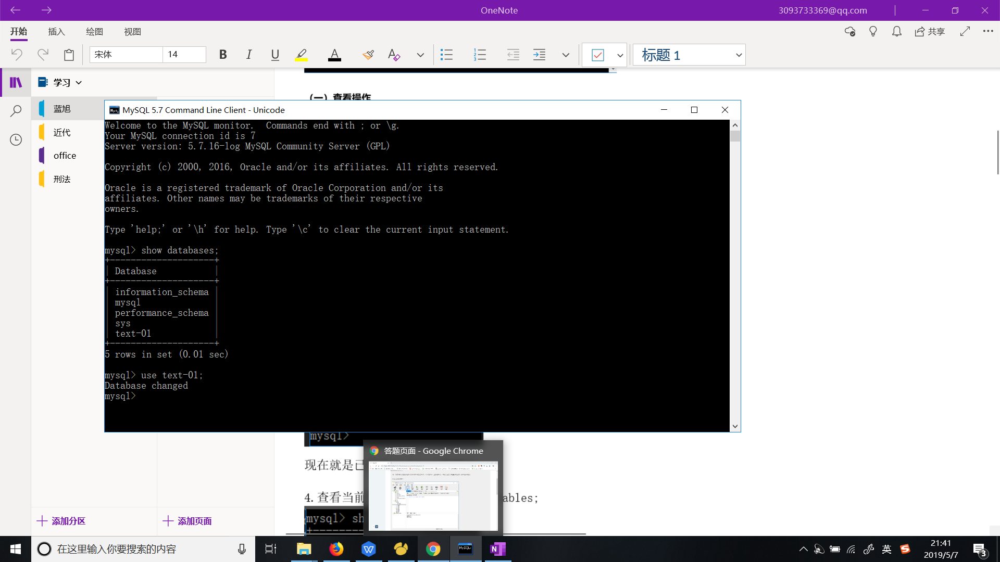 OneNote
3093733369@qq.com
开始 插入 绘图 视图
共享
宋体 14 B I U A A 标题 1
学习
(一) 查看操作
蓝旭
近代
office
刑法
MySQL 5.7 Command Line Client - Unicode
Welcome to the MySQL monitor.  Commands end with ; or \g.
Your MySQL connection id is 7
Server version: 5.7.16-log MySQL Community Server (GPL)
Copyright (c) 2000, 2016, Oracle and/or its affiliates. All rights reserved.
Oracle is a registered trademark of Oracle Corporation and/or its
affiliates. Other names may be trademarks of their respective
owners.
Type 'help;' or '\h' for help. Type '\c' to clear the current input statement.
mysql> show databases;
+--------------------+
| Database           |
+--------------------+
| information_schema |
| mysql              |
| performance_schema |
| sys                |
| text-01            |
+--------------------+
5 rows in set (0.01 sec)
mysql> use text-01;
Database changed
mysql>
mysql>
答题页面 - Google Chrome
现在就是已
4. 查看当前 ables;
mysql> sh
添加分区
添加页面
在这里输入你要搜索的内容
英
21:41
2019/5/7
3